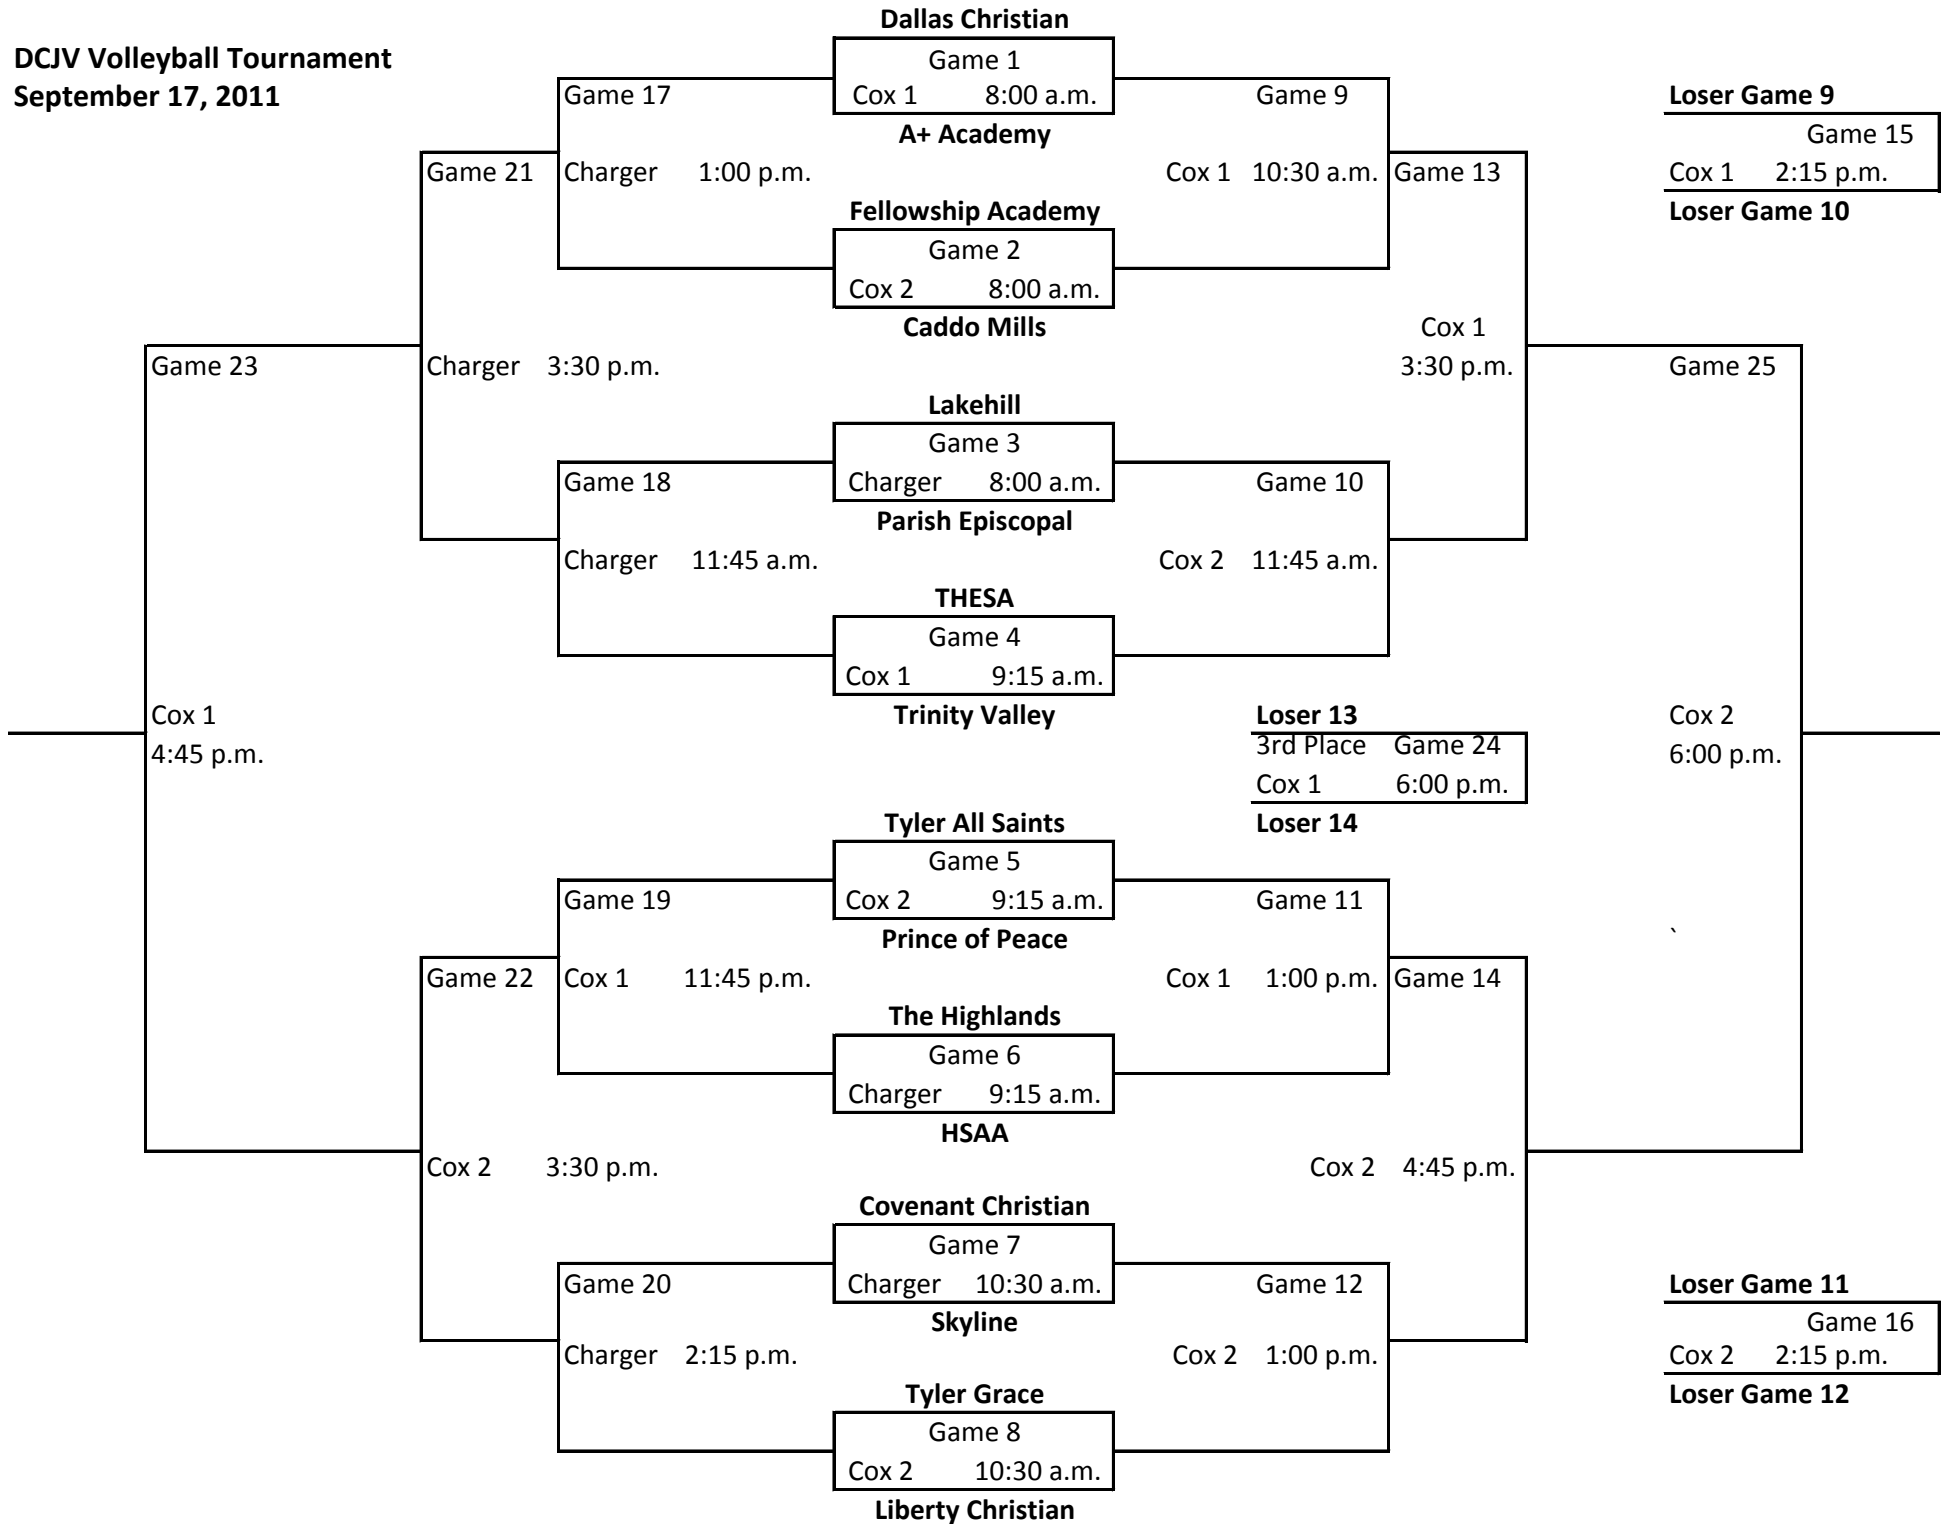 Dallas Christian
DCJV Volleyball Tournament
September 17, 2011
Game 1
Cox 1 8:00 a.m.
A+ Academy
Game 17
Charger 1:00 p.m.
Game 9
Cox 1 10:30 a.m.
Loser Game 9
Game 15
Cox 1 2:15 p.m.
Loser Game 10
Game 21
Charger 3:30 p.m.
Game 13
Cox 1
3:30 p.m.
Fellowship Academy
Game 2
Cox 2 8:00 a.m.
Caddo Mills
Game 23
Cox 1
4:45 p.m.
Game 25
Cox 2
6:00 p.m.
Lakehill
Game 3
Charger 8:00 a.m.
Parish Episcopal
Game 18
Charger 11:45 a.m.
Game 10
Cox 2 11:45 a.m.
THESA
Game 4
Cox 1 9:15 a.m.
Trinity Valley
Loser 13
3rd Place Game 24
Cox 1 6:00 p.m.
Loser 14
Tyler All Saints
Game 5
Cox 2 9:15 a.m.
Prince of Peace
Game 19
Cox 1 11:45 p.m.
Game 11
Cox 1 1:00 p.m.
`
Game 22
Cox 2 3:30 p.m.
Game 14
Cox 2 4:45 p.m.
The Highlands
Game 6
Charger 9:15 a.m.
HSAA
Covenant Christian
Game 7
Charger 10:30 a.m.
Skyline
Game 20
Charger 2:15 p.m.
Game 12
Cox 2 1:00 p.m.
Loser Game 11
Game 16
Cox 2 2:15 p.m.
Loser Game 12
Tyler Grace
Game 8
Cox 2 10:30 a.m.
Liberty Christian